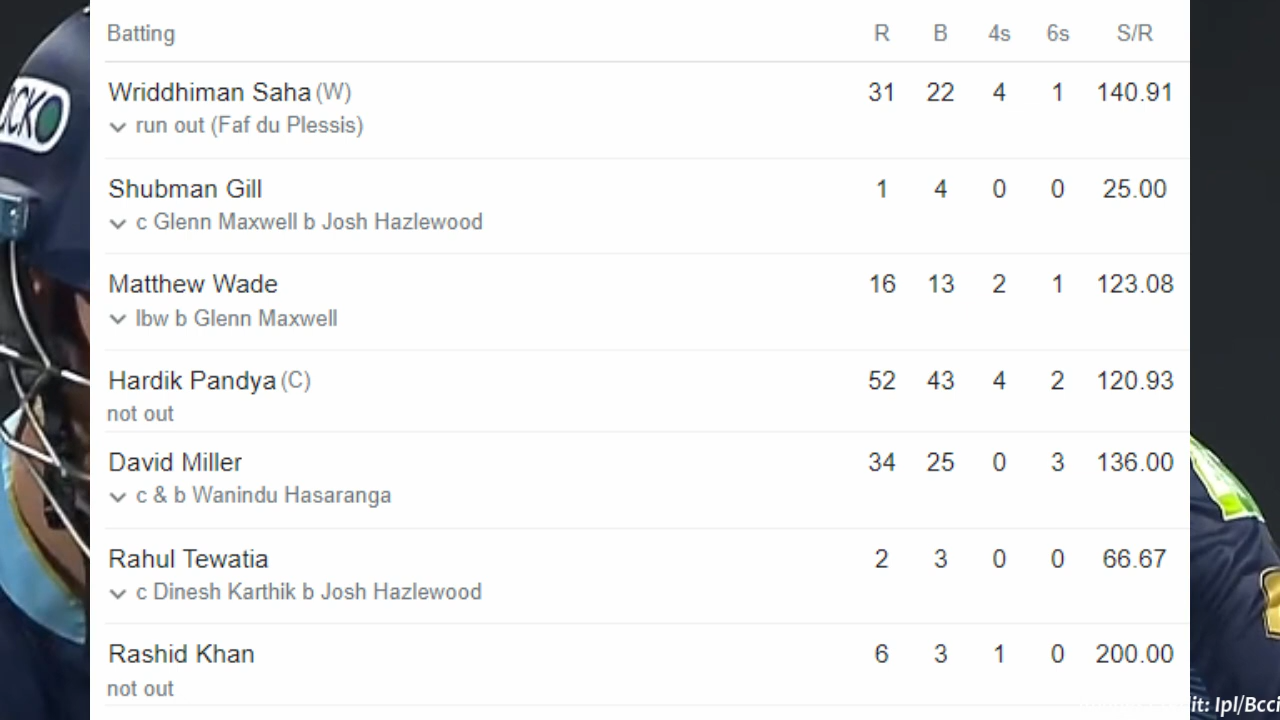 Batting R B 4s 6s S/R
Wriddhiman Saha (W) 31 22 4 1 140.91
run out (Faf du Plessis)
Shubman Gill 1 4 0 0 25.00
c Glenn Maxwell b Josh Hazlewood
Matthew Wade 16 13 2 1 123.08
lbw b Glenn Maxwell
Hardik Pandya (C) 52 43 4 2 120.93
not out
David Miller 34 25 0 3 136.00
c & b Wanindu Hasaranga
Rahul Tewatia 2 3 0 0 66.67
c Dinesh Karthik b Josh Hazlewood
Rashid Khan 6 3 1 0 200.00
not out
Ipl/Bcci